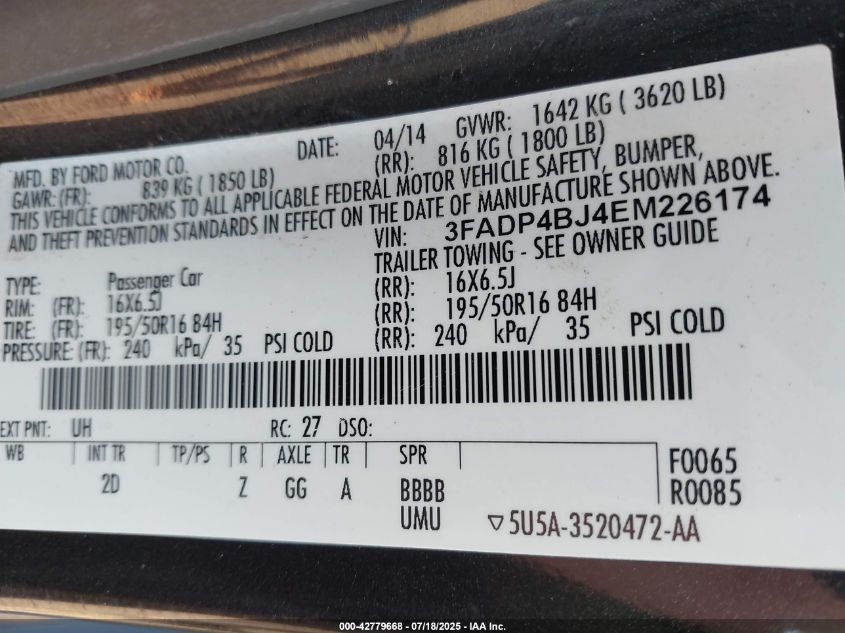 MFD. BY FORD MOTOR CO.
DATE: 04/14 GVWR: 1642 KG ( 3620 LB)
GAWR: (FR): 839 KG ( 1850 LB) (RR): 816 KG ( 1800 LB)
THIS VEHICLE CONFORMS TO ALL APPLICABLE FEDERAL MOTOR VEHICLE SAFETY, BUMPER,
AND THEFT PREVENTION STANDARDS IN EFFECT ON THE DATE OF MANUFACTURE SHOWN ABOVE.
VIN: 3FADP4BJ4EM226174
TRAILER TOWING - SEE OWNER GUIDE
TYPE: Passenger Car
RIM: (FR): 16X6.5J (RR): 16X6.5J
TIRE: (FR): 195/50R16 84H (RR): 195/50R16 84H
PRESSURE: (FR): 240 kPa/ 35 PSI COLD (RR): 240 kPa/ 35 PSI COLD
EXT PNT: UH RC: 27 DSO:
WB INT TR TP/PS R AXLE TR SPR F0065
2D Z GG A BBBB R0085
UMU ▽5U5A-3520472-AA
000-42779668 - 07/18/2025 - IAA Inc.